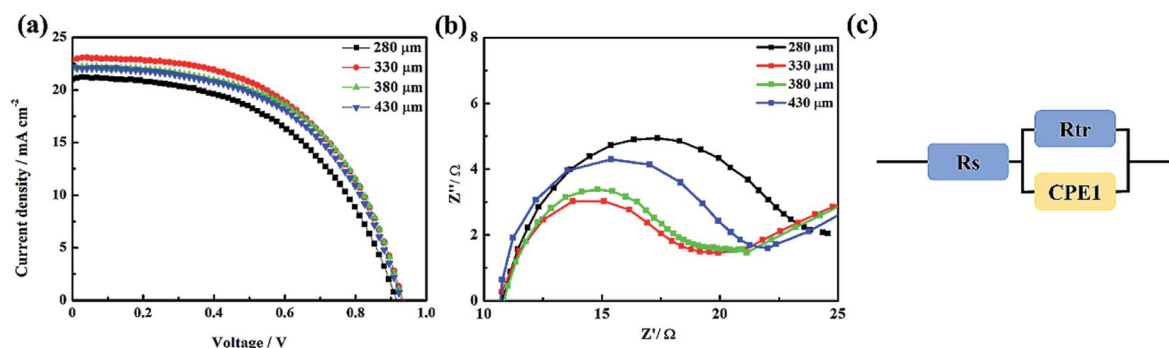 (a)
Current density / mA cm⁻²
25
20
15
10
5
0
0
0.2
0.4
0.6
0.8
1.0
Voltage / V
280 μm
330 μm
380 μm
430 μm
(b)
Z''/ Ω
8
6
4
2
0
10
15
20
25
Z'/ Ω
280 μm
330 μm
380 μm
430 μm
(c)
Rs
Rtr
CPE1